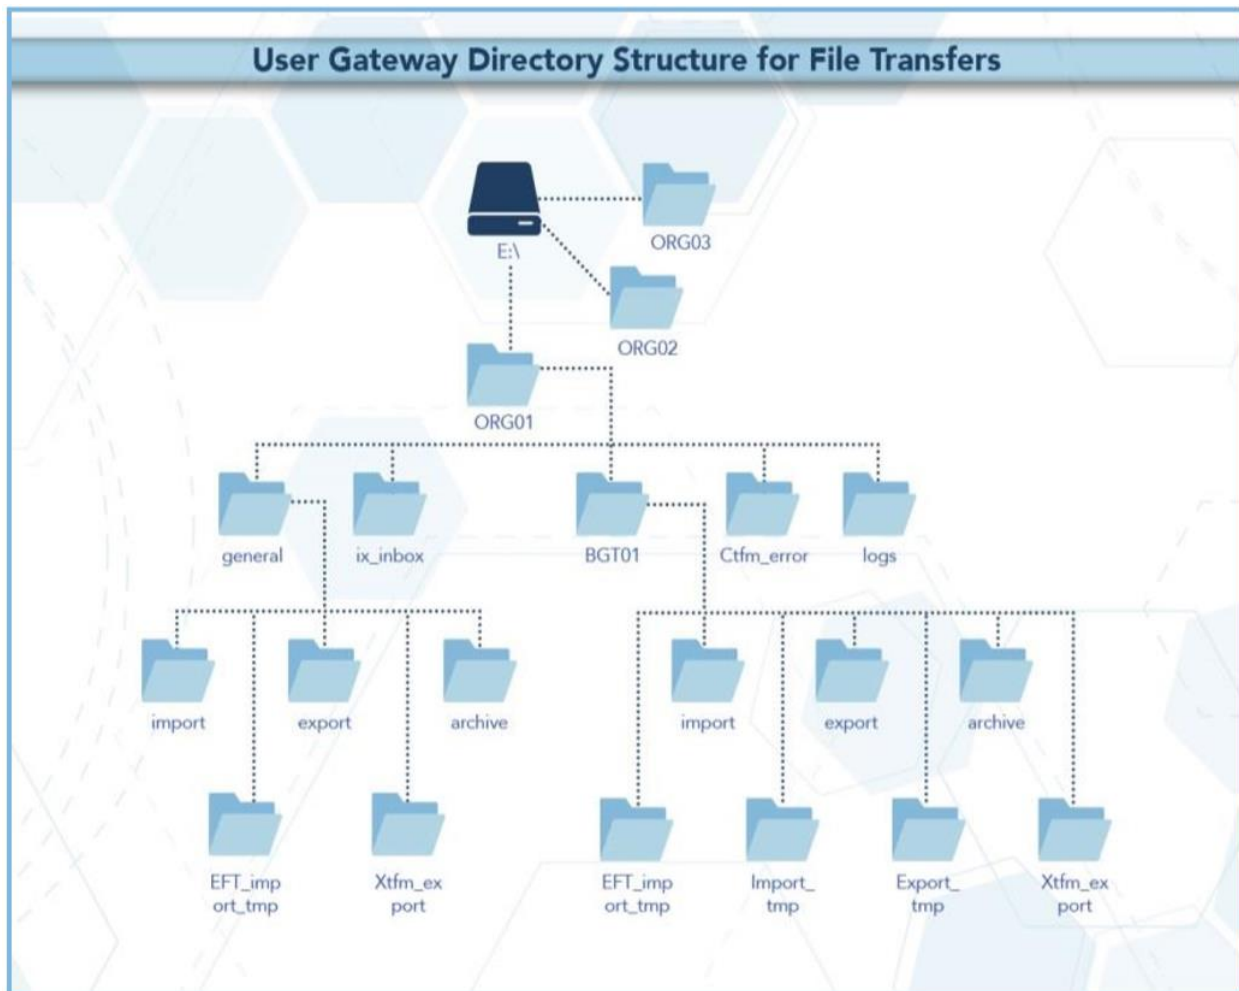 User Gateway Directory Structure for File Transfers
E:\
ORG03
ORG02
ORG01
general
ix_inbox
BGT01
Ctfm_error
logs
import
export
archive
import
export
archive
EFT_imp
ort_tmp
Xtfm_ex
port
EFT_imp
ort_tmp
Import_
tmp
Export_
tmp
Xtfm_ex
port